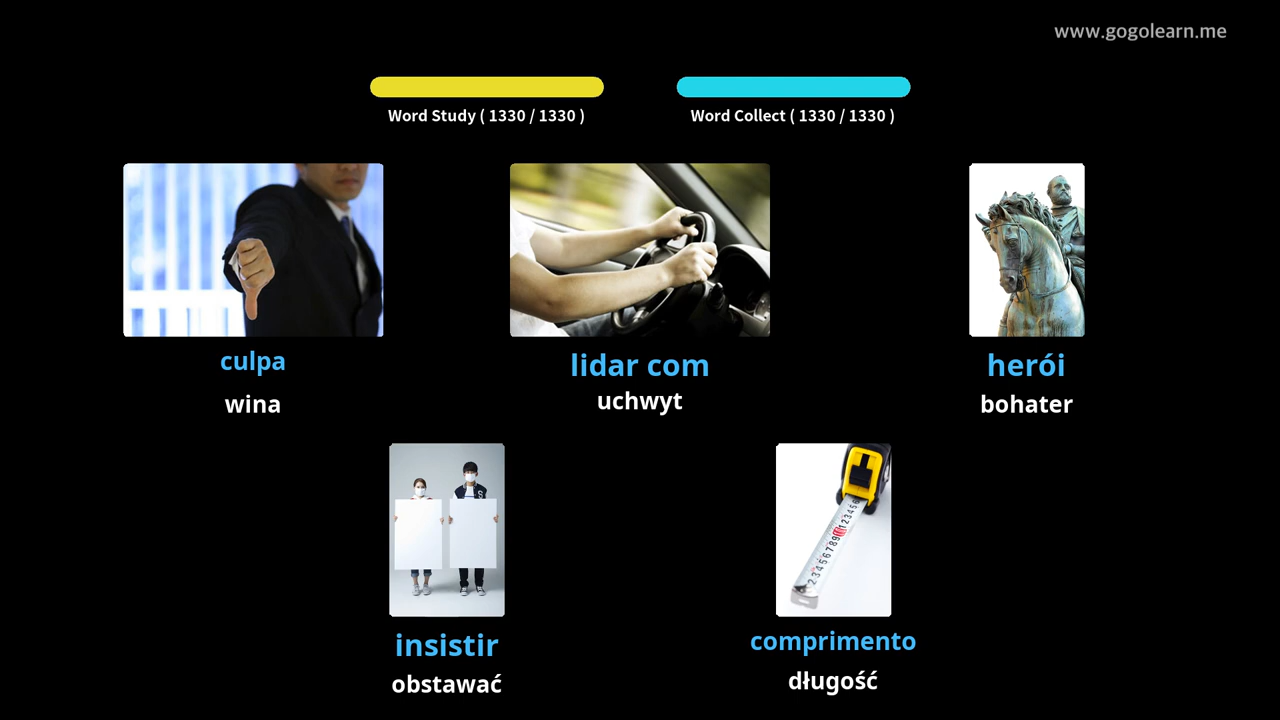 www.gogolearn.me
Word Study ( 1330 / 1330 )
Word Collect ( 1330 / 1330 )
culpa
wina
lidar com
uchwyt
herói
bohater
insistir
obstawać
comprimento
długość